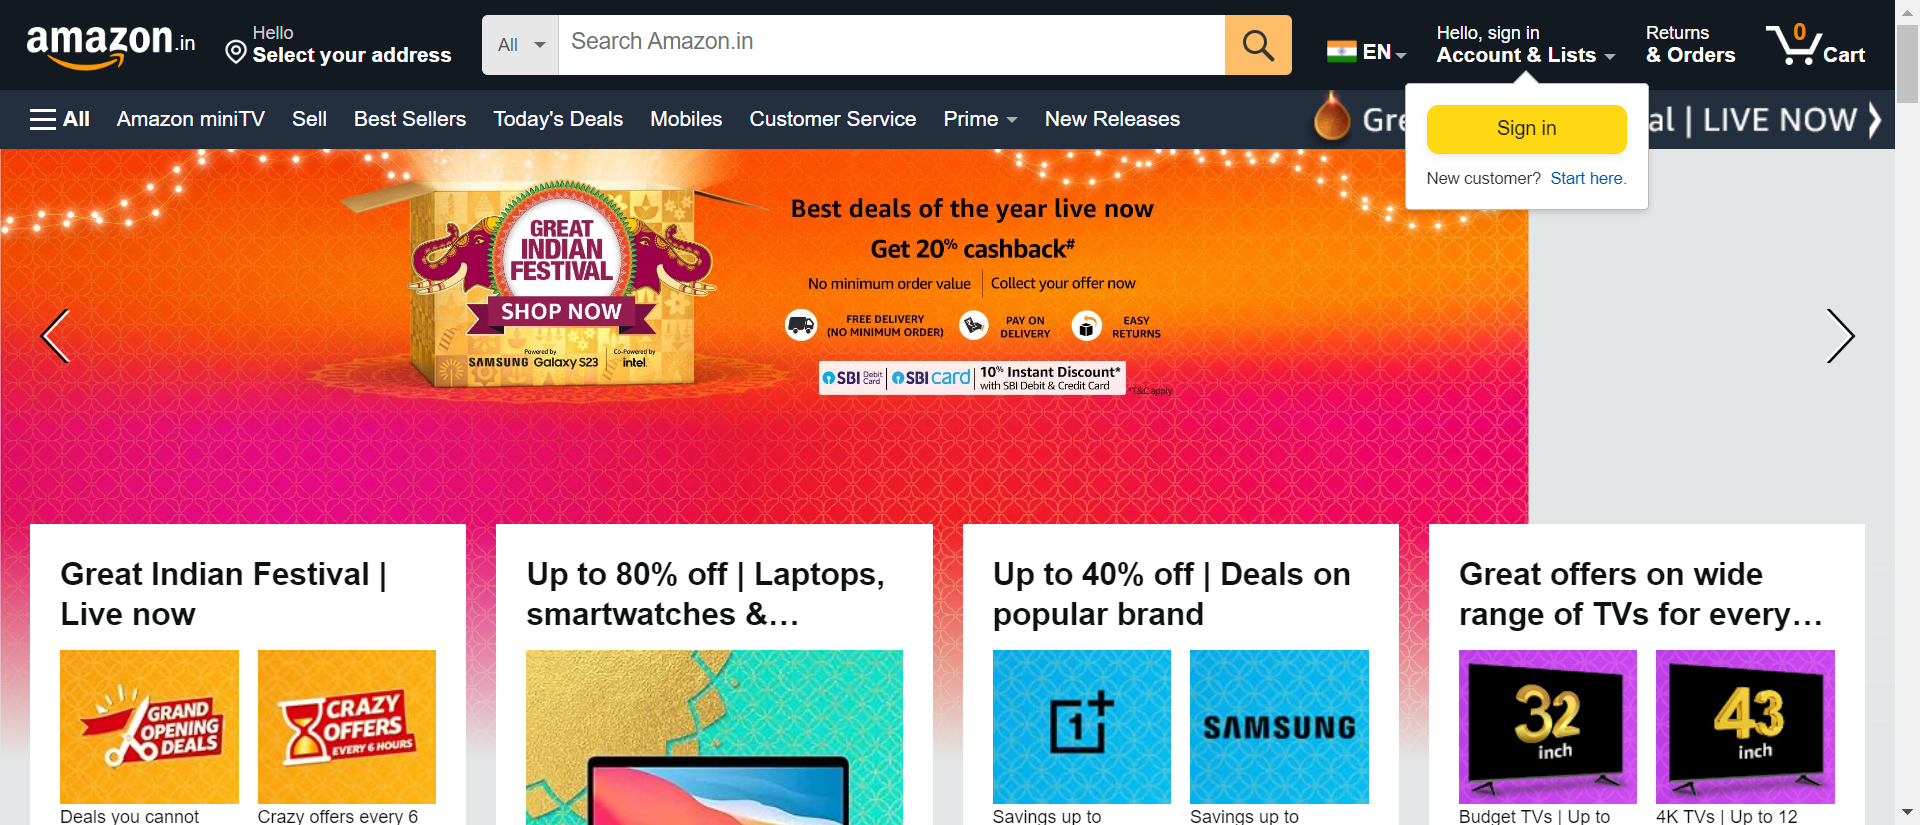 amazon.in
Hello
Select your address
All
Search Amazon.in
EN
Hello, sign in
Account & Lists
Returns
& Orders
0
Cart
All
Amazon miniTV
Sell
Best Sellers
Today's Deals
Mobiles
Customer Service
Prime
New Releases
Gre
al | LIVE NOW
Sign in
New customer? Start here.
GREAT
INDIAN
FESTIVAL
SHOP NOW
Powered by
SAMSUNG Galaxy S23
Co-Powered by
intel.
Best deals of the year live now
Get 20% cashback#
No minimum order value | Collect your offer now
FREE DELIVERY
(NO MINIMUM ORDER)
PAY ON
DELIVERY
EASY
RETURNS
SBI Debit Card
SBI card
10% Instant Discount*
with SBI Debit & Credit Card
*T&C apply
Great Indian Festival |
Live now
GRAND
OPENING
DEALS
Deals you cannot
CRAZY
OFFERS
EVERY 6 HOURS
Crazy offers every 6
Up to 80% off | Laptops,
smartwatches &...
Up to 40% off | Deals on
popular brand
1+
Savings up to
SAMSUNG
Savings up to
Great offers on wide
range of TVs for every...
32
inch
Budget TVs | Up to
43
inch
4K TVs | Up to 12